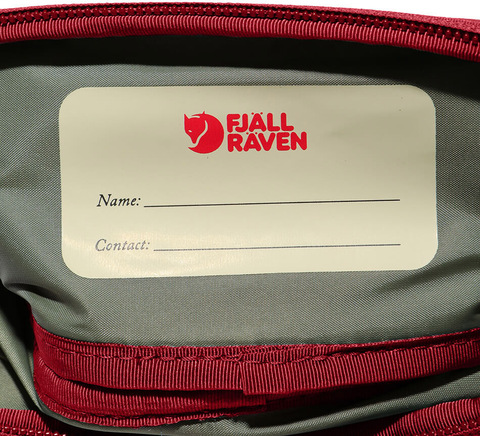 FJÄLL
RÄVEN
Name:
Contact: